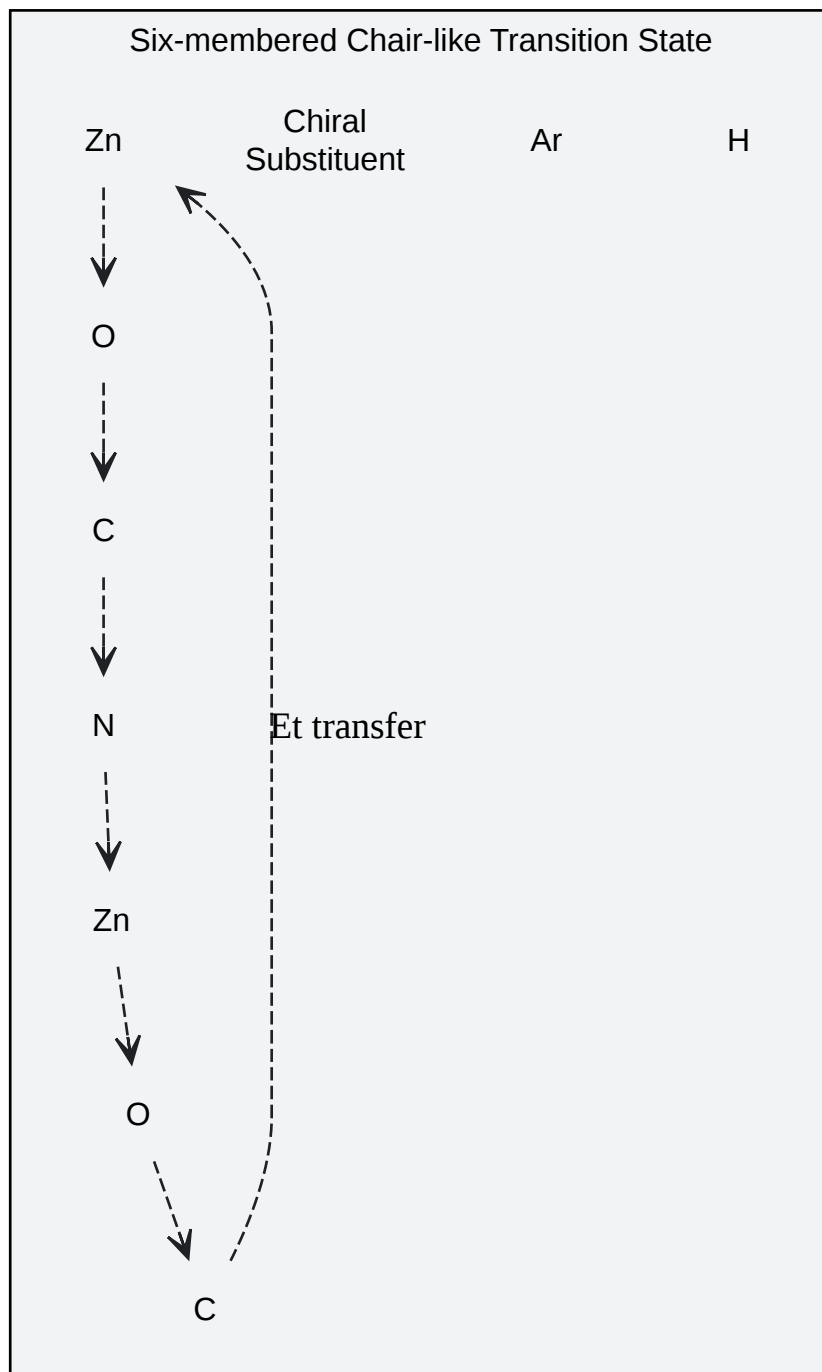 Six-membered Chair-like Transition State
Zn
Chiral
Substituent
Ar
H
O
C
N
Et transfer
Zn
O
C